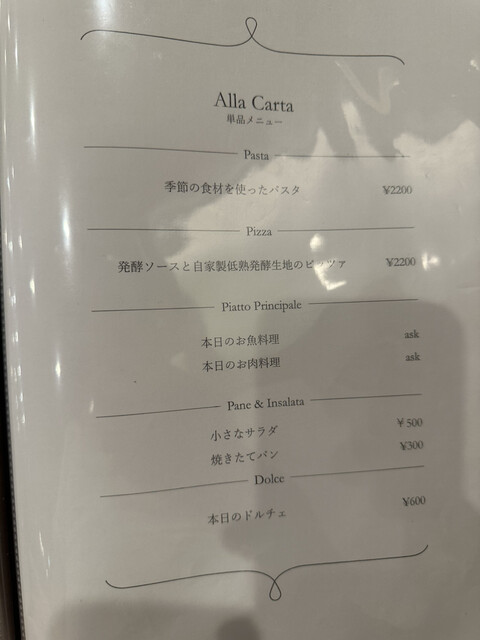 Alla Carta
単品メニュー
Pasta
季節の食材を使ったパスタ ¥2200
Pizza
発酵ソースと自家製低熟発酵生地のピッツァ ¥2200
Piatto Principale
本日のお魚料理 ask
本日のお肉料理 ask
Pane & Insalata
小さなサラダ ¥500
焼きたてパン ¥300
Dolce
本日のドルチェ ¥600